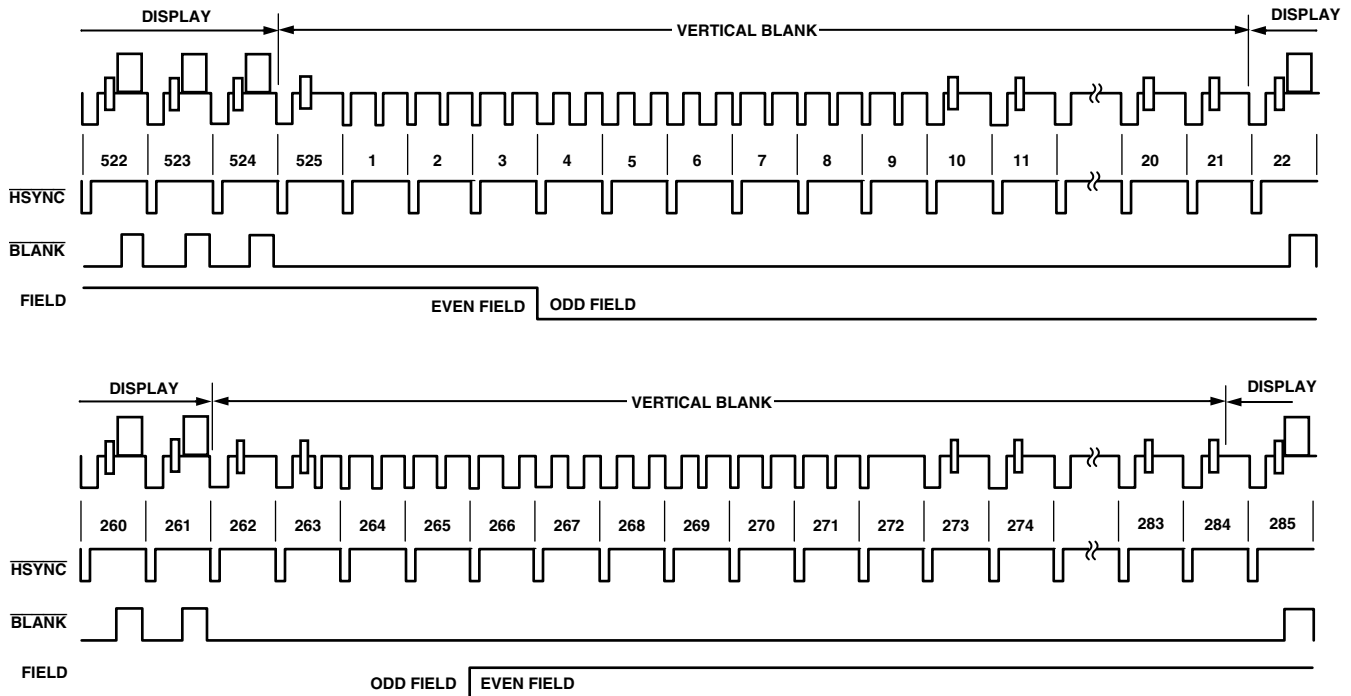 DISPLAY VERTICAL BLANK DISPLAY
522 523 524 525 1 2 3 4 5 6 7 8 9 10 11 20 21 22
HSYNC
BLANK
FIELD EVEN FIELD ODD FIELD
DISPLAY VERTICAL BLANK DISPLAY
260 261 262 263 264 265 266 267 268 269 270 271 272 273 274 283 284 285
HSYNC
BLANK
FIELD ODD FIELD EVEN FIELD